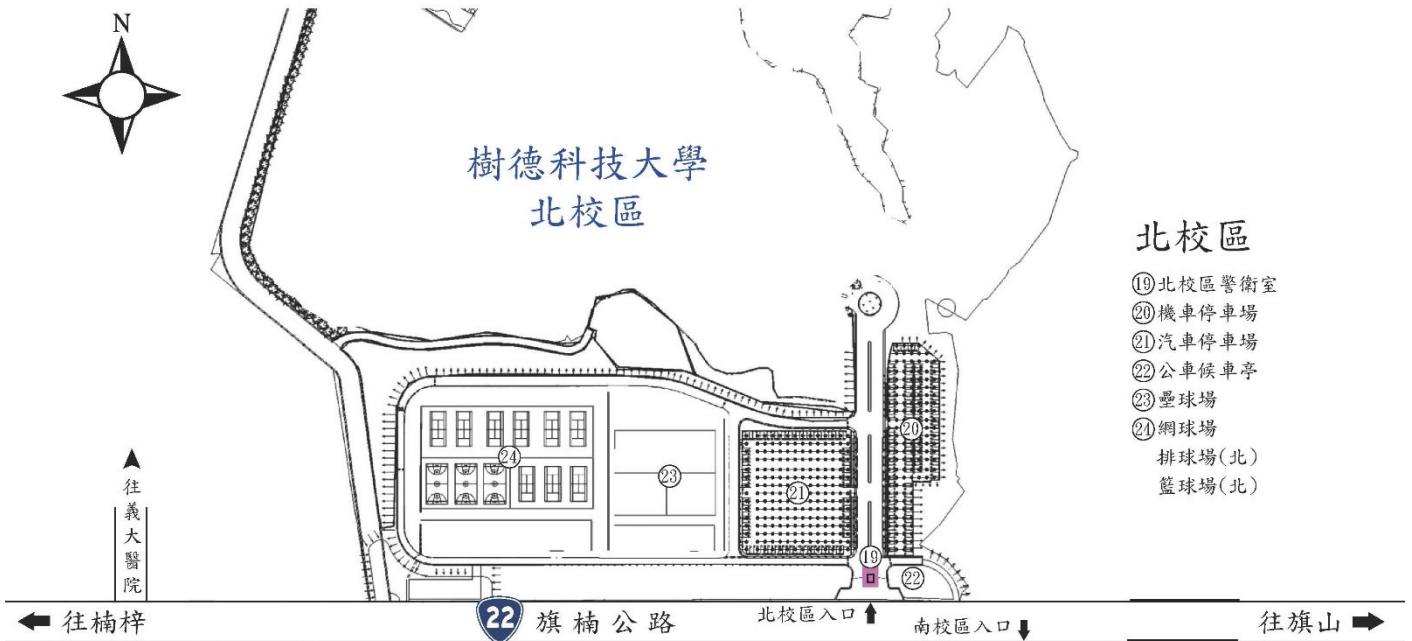 N
樹德科技大學
北校區
北校區
⑲北校區警衛室
⑳機車停車場
㉑汽車停車場
㉒公車候車亭
㉓壘球場
㉔網球場
排球場(北)
籃球場(北)
⑳
㉔
㉓
㉑
⑲
㉒
往義大醫院
往楠梓
22
旗楠公路
北校區入口
南校區入口
往旗山